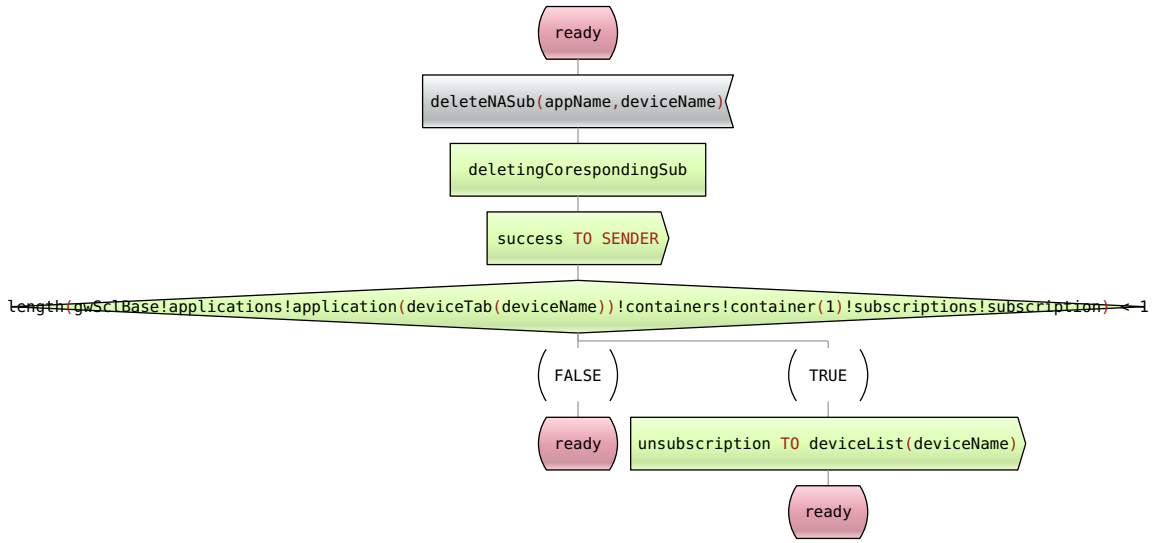 ready
deleteNASub(appName,deviceName)
deletingCorespondingSub
success TO SENDER
length(gwSclBase!applications!application(deviceTab(deviceName))!containers!container(1)!subscriptions!subscription) < 1
FALSE
TRUE
ready
unsubscription TO deviceList(deviceName)
ready